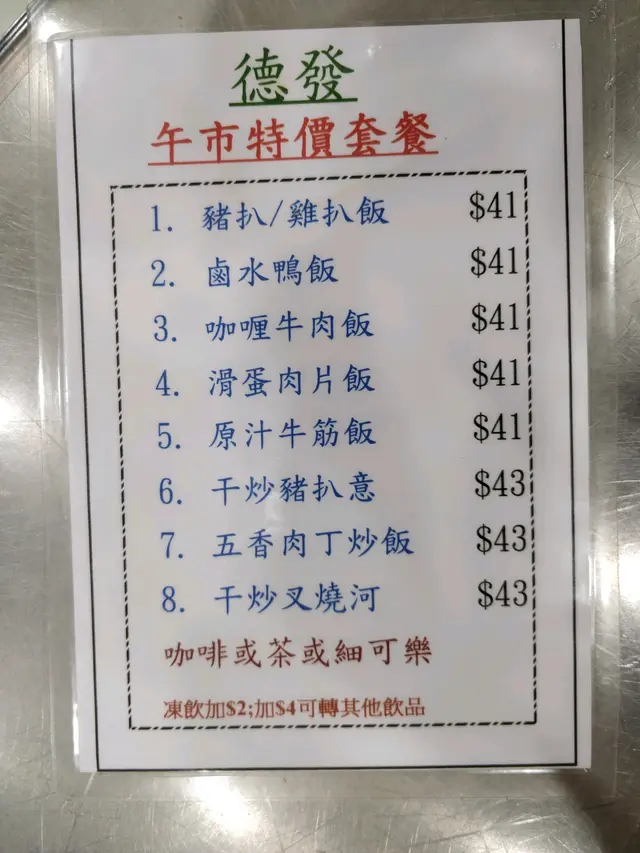 德發
午市特價套餐
1. 豬扒/雞扒飯 $41
2. 鹵水鴨飯 $41
3. 咖喱牛肉飯 $41
4. 滑蛋肉片飯 $41
5. 原汁牛筋飯 $41
6. 干炒豬扒意 $43
7. 五香肉丁炒飯 $43
8. 干炒叉燒河 $43
咖啡或茶或細可樂
凍飲加$2;加$4可轉其他飲品